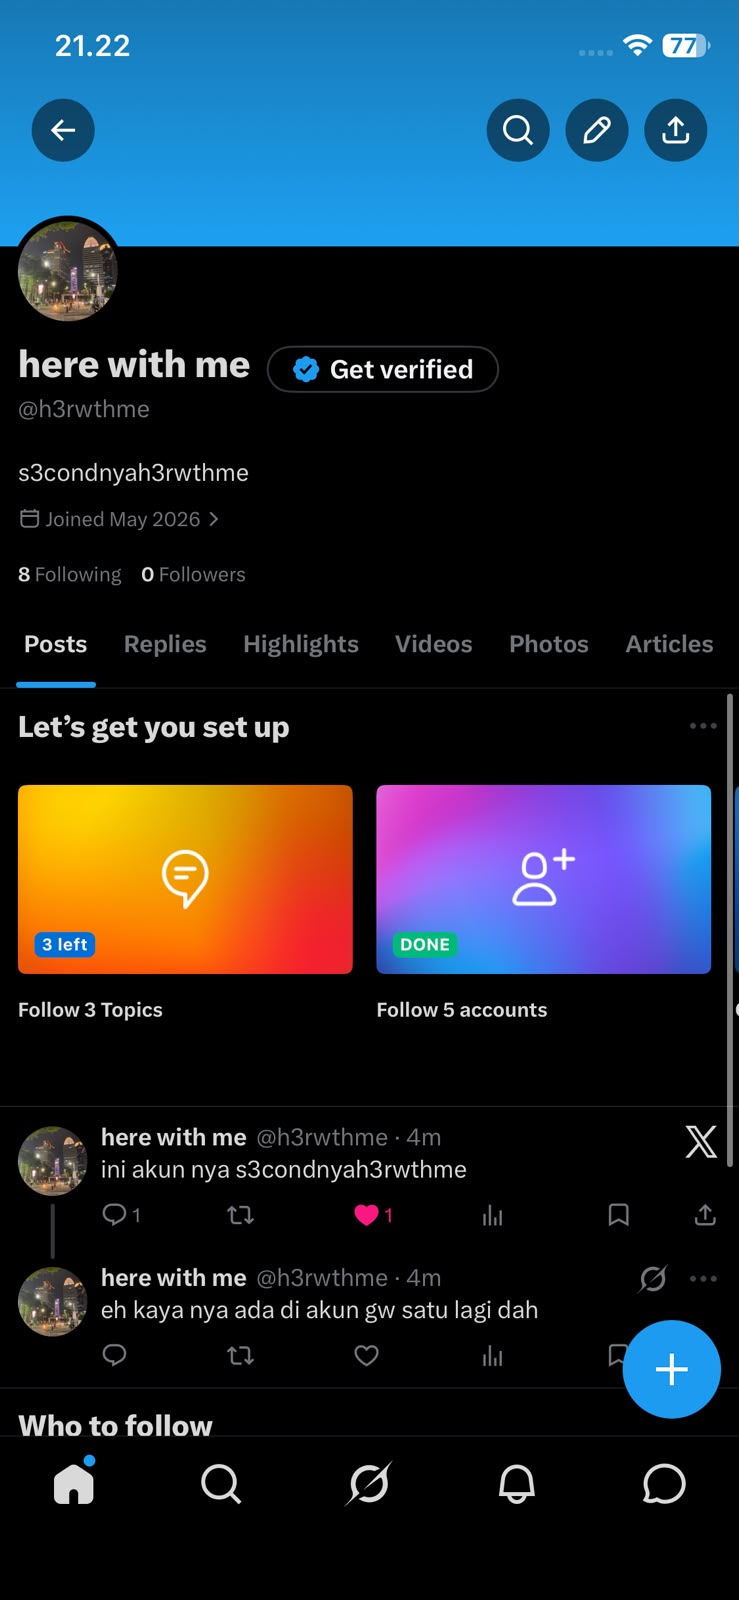 21.22
77
here with me
Get verified
@h3rwthme
s3condnyah3rwthme
Joined May 2026
8 Following 0 Followers
Posts Replies Highlights Videos Photos Articles
Let's get you set up
3 left
DONE
Follow 3 Topics
Follow 5 accounts
here with me @h3rwthme · 4m
ini akun nya s3condnyah3rwthme
1
1
here with me @h3rwthme · 4m
eh kaya nya ada di akun gw satu lagi dah
Who to follow